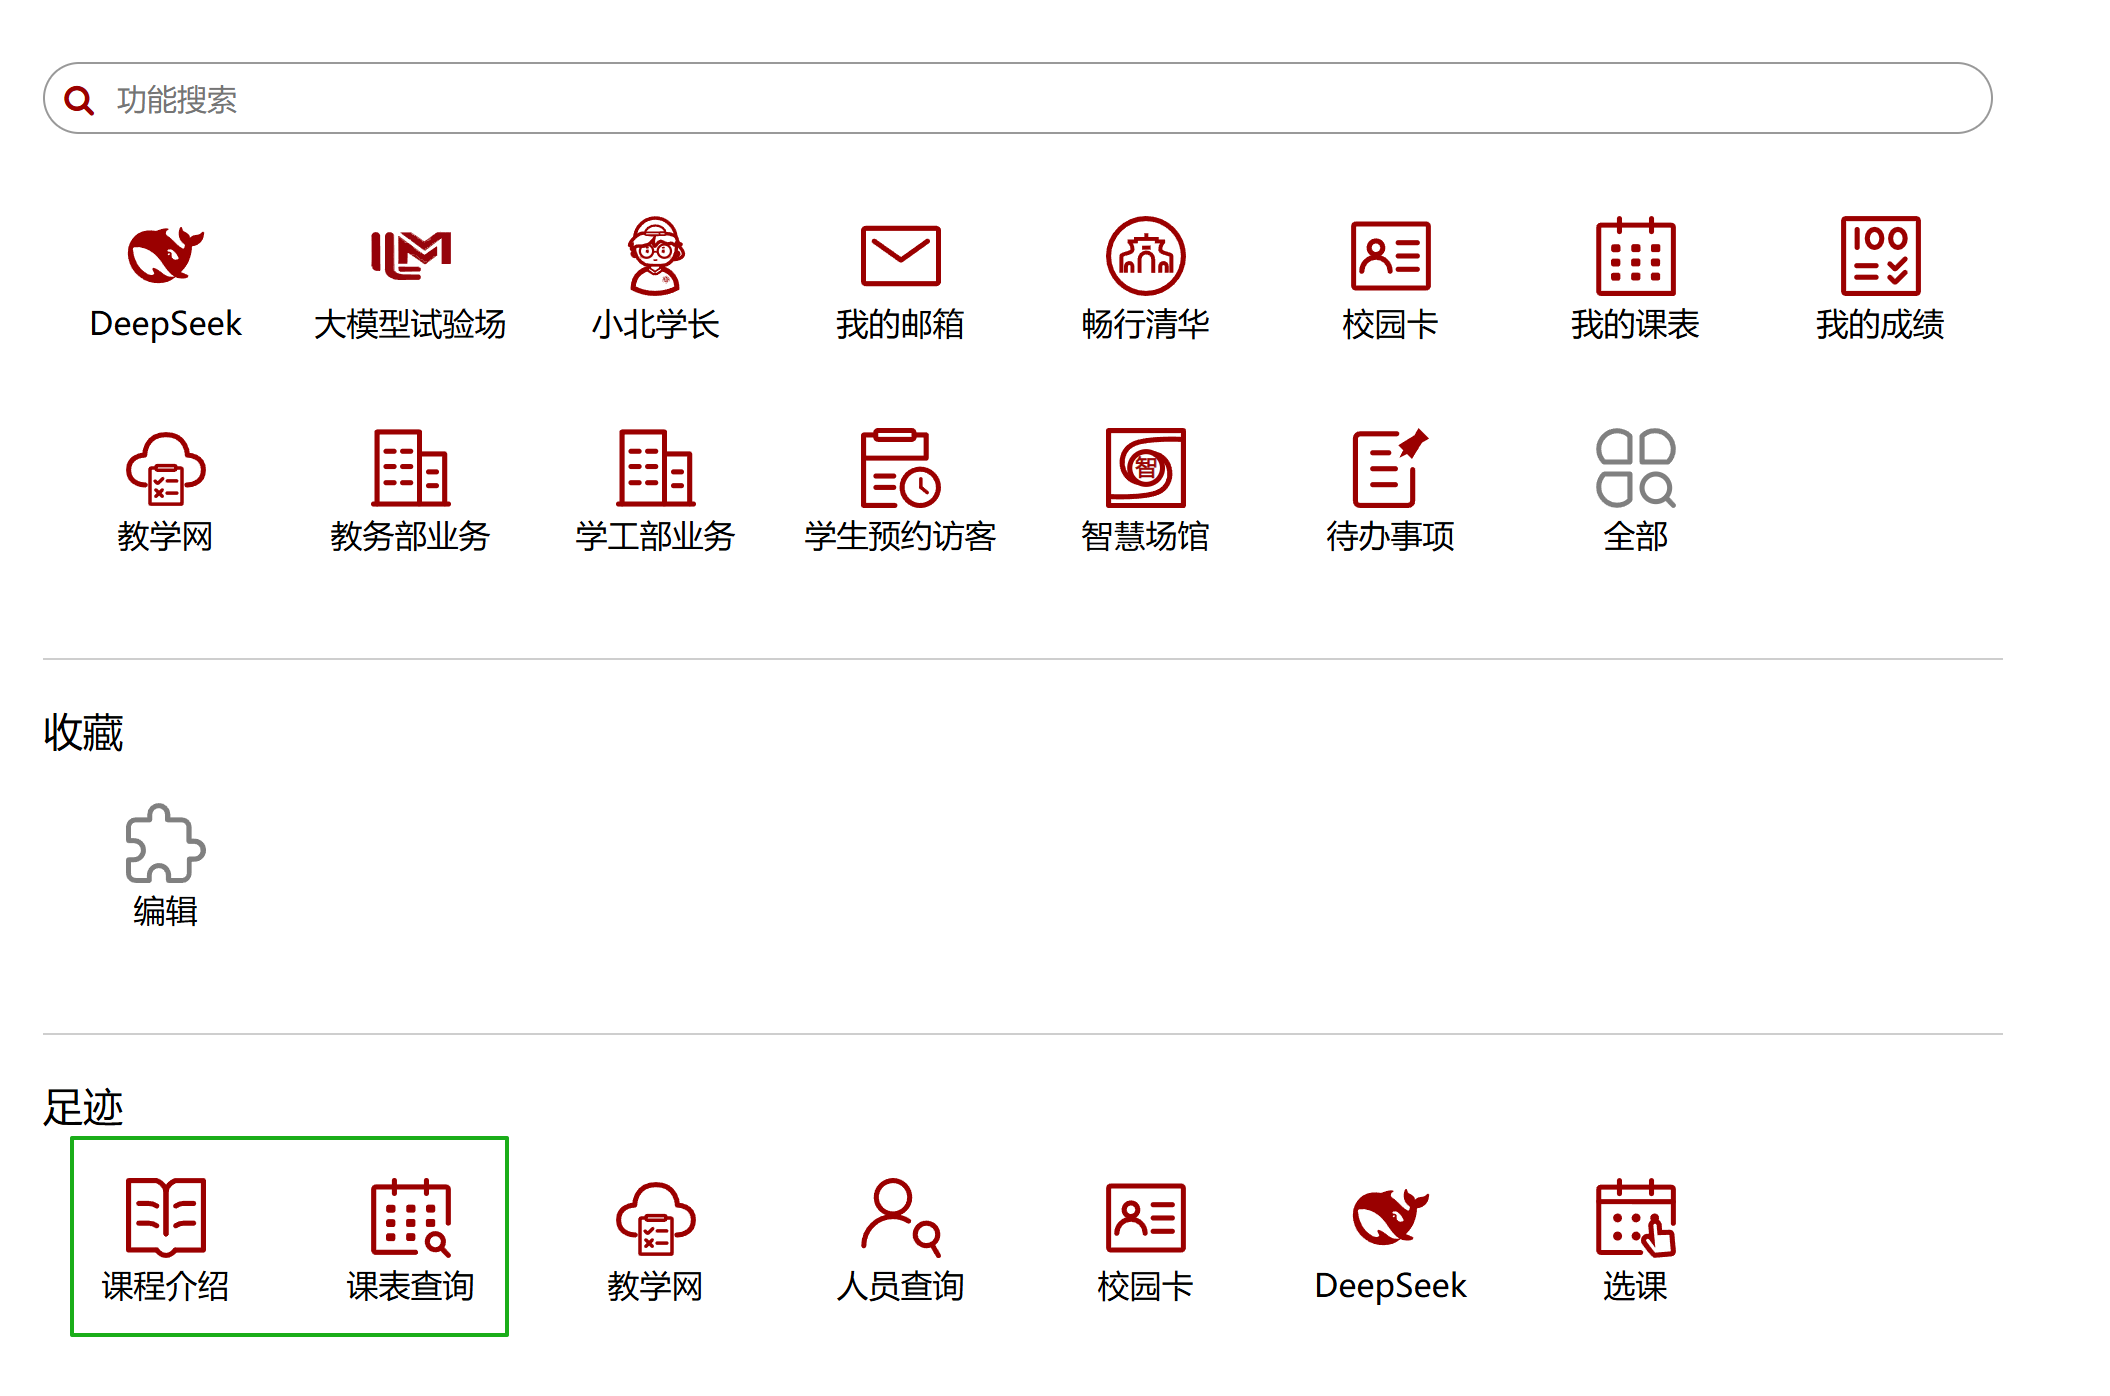 功能搜索
DeepSeek 大模型试验场 小北学长 我的邮箱 畅行清华 校园卡 我的课表 我的成绩
教学网 教务部业务 学工部业务 学生预约访客 智慧场馆 待办事项 全部
收藏
编辑
足迹
课程介绍 课表查询 教学网 人员查询 校园卡 DeepSeek 选课